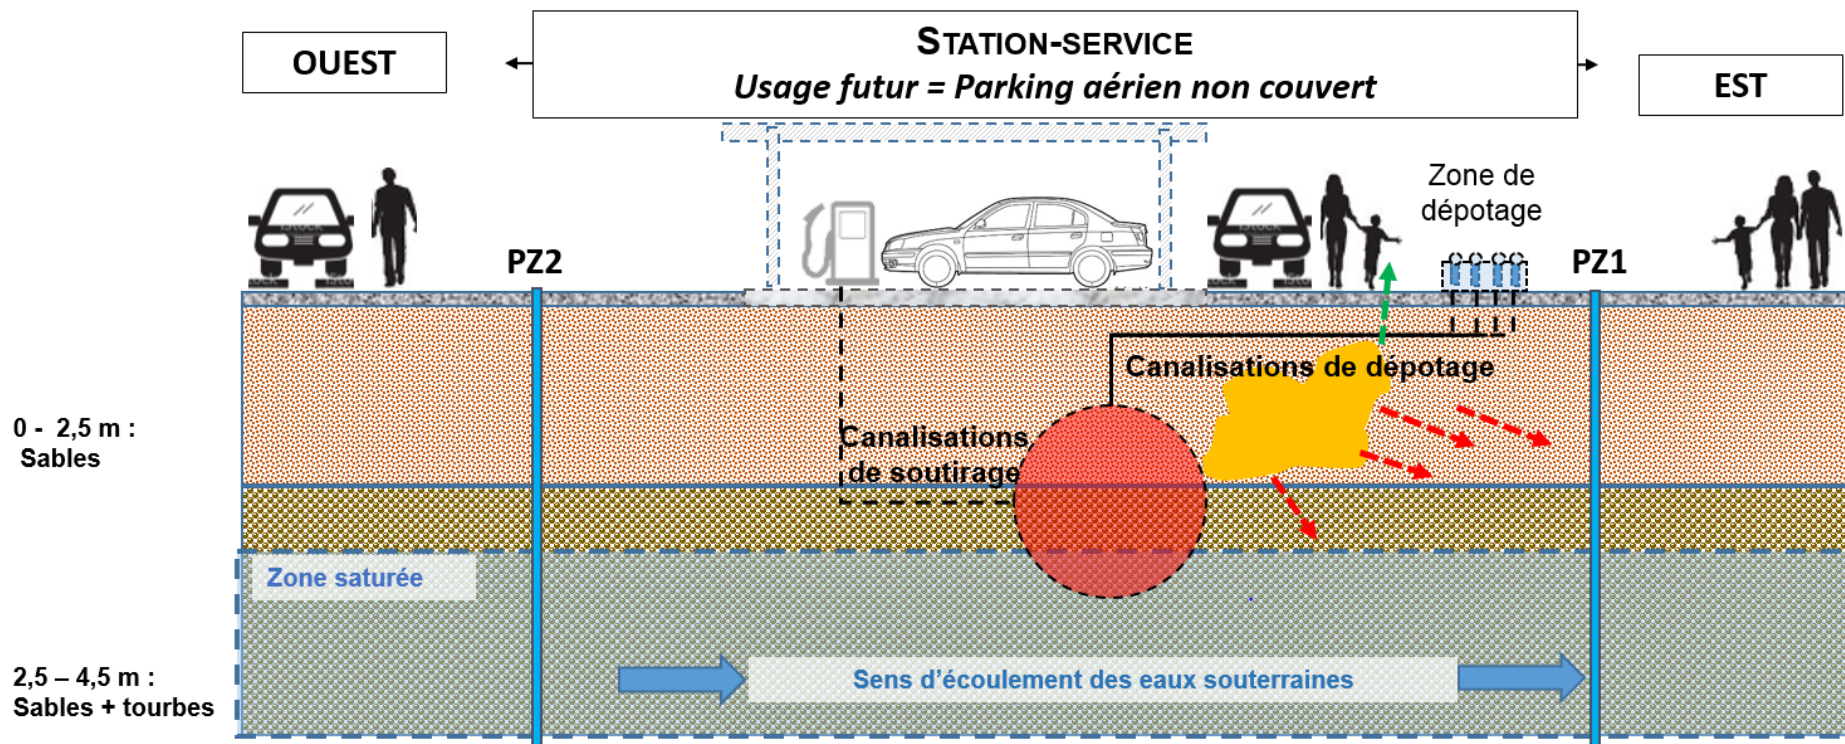 STATION-SERVICE
Usage futur = Parking aérien non couvert
OUEST
EST
Zone de
dépotage
PZ2
PZ1
Canalisations de dépotage
0 - 2,5 m :
Sables
Canalisations
de soutirage
Zone saturée
2,5 – 4,5 m :
Sables + tourbes
Sens d'écoulement des eaux souterraines